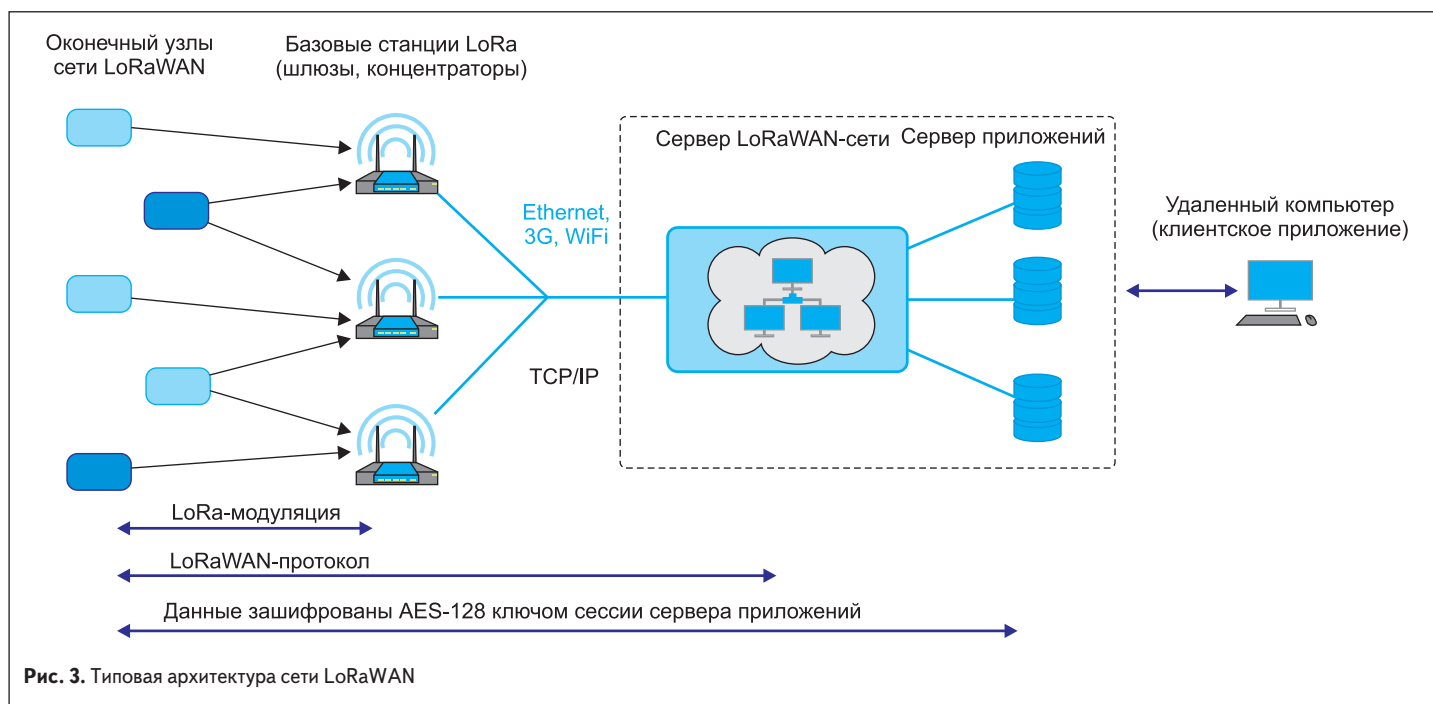 Оконечный узлы
сети LoRaWAN
Базовые станции LoRa
(шлюзы, концентраторы)
Сервер LoRaWAN-сети
Сервер приложений
Ethernet,
3G, WiFi
Удаленный компьютер
(клиентское приложение)
TCP/IP
LoRa-модуляция
LoRaWAN-протокол
Данные зашифрованы AES-128 ключом сессии сервера приложений
Рис. 3. Типовая архитектура сети LoRaWAN